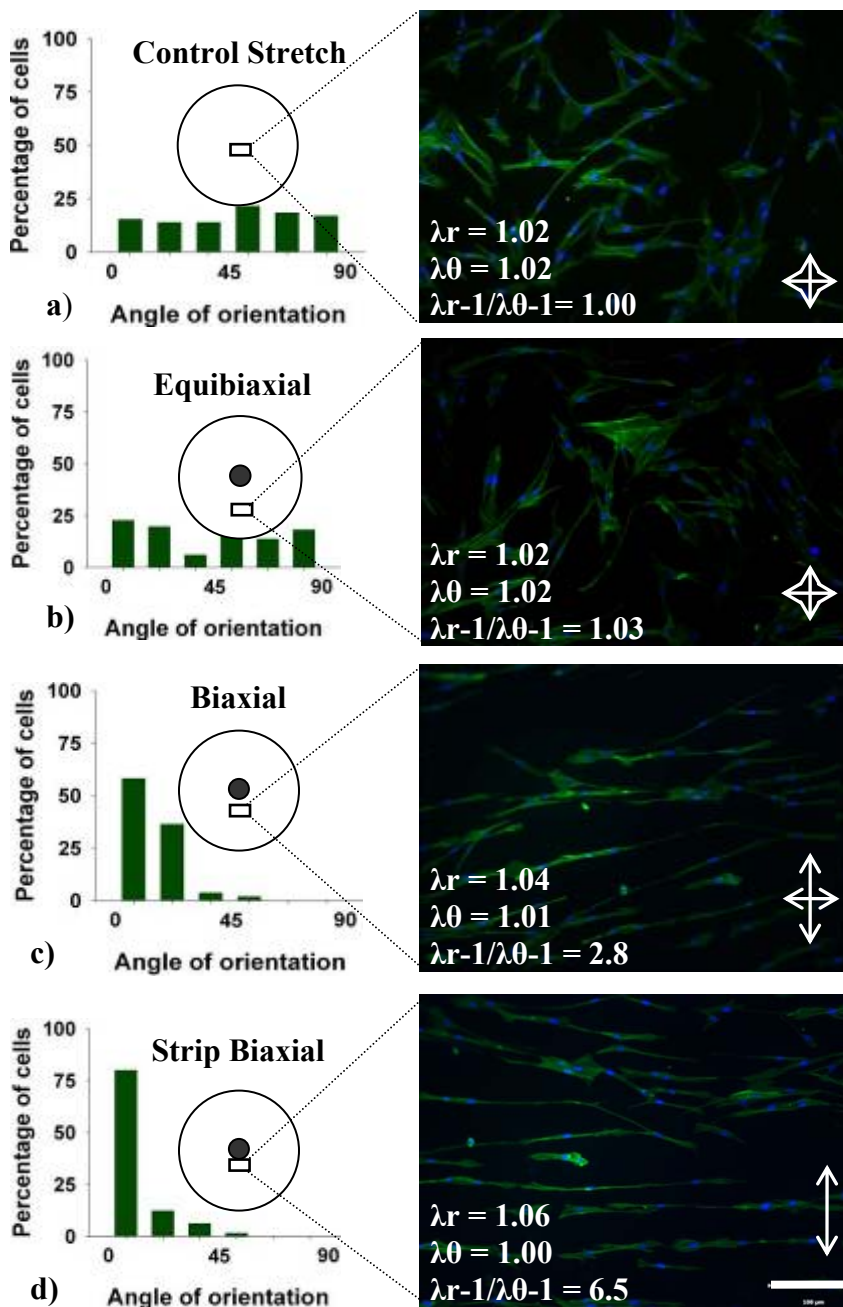 100
75
50
25
0
Percentage of cells
Control Stretch
0 45 90
a) Angle of orientation
λr = 1.02
λθ = 1.02
λr-1/λθ-1= 1.00
100
75
50
25
0
Percentage of cells
Equibiaxial
0 45 90
b) Angle of orientation
λr = 1.02
λθ = 1.02
λr-1/λθ-1 = 1.03
100
75
50
25
0
Percentage of cells
Biaxial
0 45 90
c) Angle of orientation
λr = 1.04
λθ = 1.01
λr-1/λθ-1 = 2.8
100
75
50
25
0
Percentage of cells
Strip Biaxial
0 45 90
d) Angle of orientation
λr = 1.06
λθ = 1.00
λr-1/λθ-1 = 6.5
100 μm